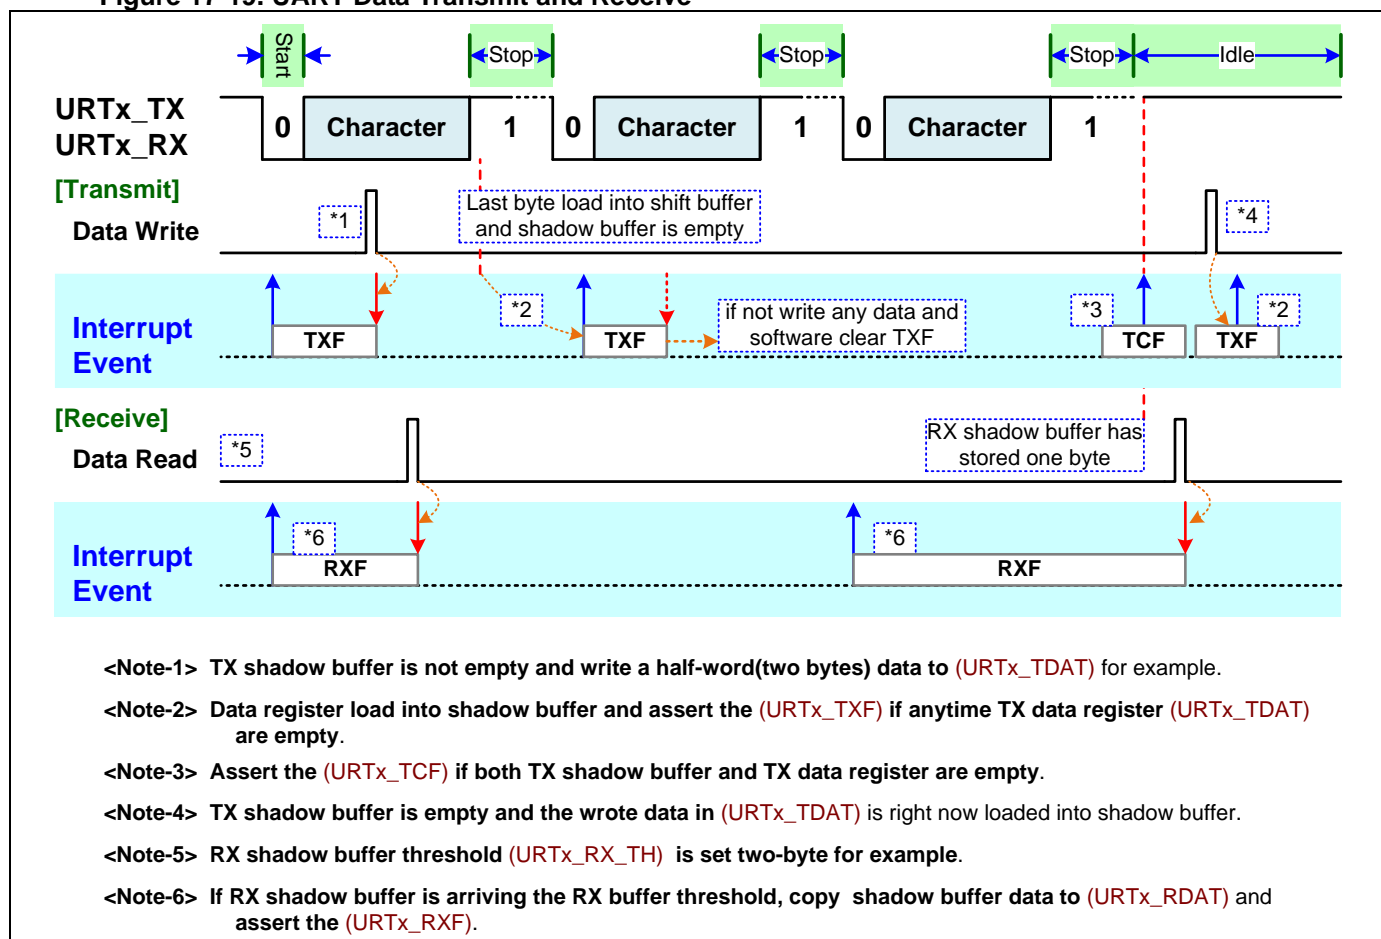 Figure 17-19. UART Data Transmit and Receive
Start
Stop
Stop
Stop
Idle
URTx_TX
URTx_RX
0 Character 1 0 Character 1 0 Character 1
[Transmit]
Data Write
*1
Last byte load into shift buffer
and shadow buffer is empty
*4
Interrupt
Event
TXF
*2
TXF
if not write any data and
software clear TXF
*3
TCF
TXF
*2
[Receive]
Data Read
*5
RX shadow buffer has
stored one byte
Interrupt
Event
*6
RXF
*6
RXF
<Note-1> TX shadow buffer is not empty and write a half-word(two bytes) data to (URTx_TDAT) for example.
<Note-2> Data register load into shadow buffer and assert the (URTx_TXF) if anytime TX data register (URTx_TDAT)
are empty.
<Note-3> Assert the (URTx_TCF) if both TX shadow buffer and TX data register are empty.
<Note-4> TX shadow buffer is empty and the wrote data in (URTx_TDAT) is right now loaded into shadow buffer.
<Note-5> RX shadow buffer threshold (URTx_RX_TH) is set two-byte for example.
<Note-6> If RX shadow buffer is arriving the RX buffer threshold, copy shadow buffer data to (URTx_RDAT) and
assert the (URTx_RXF).